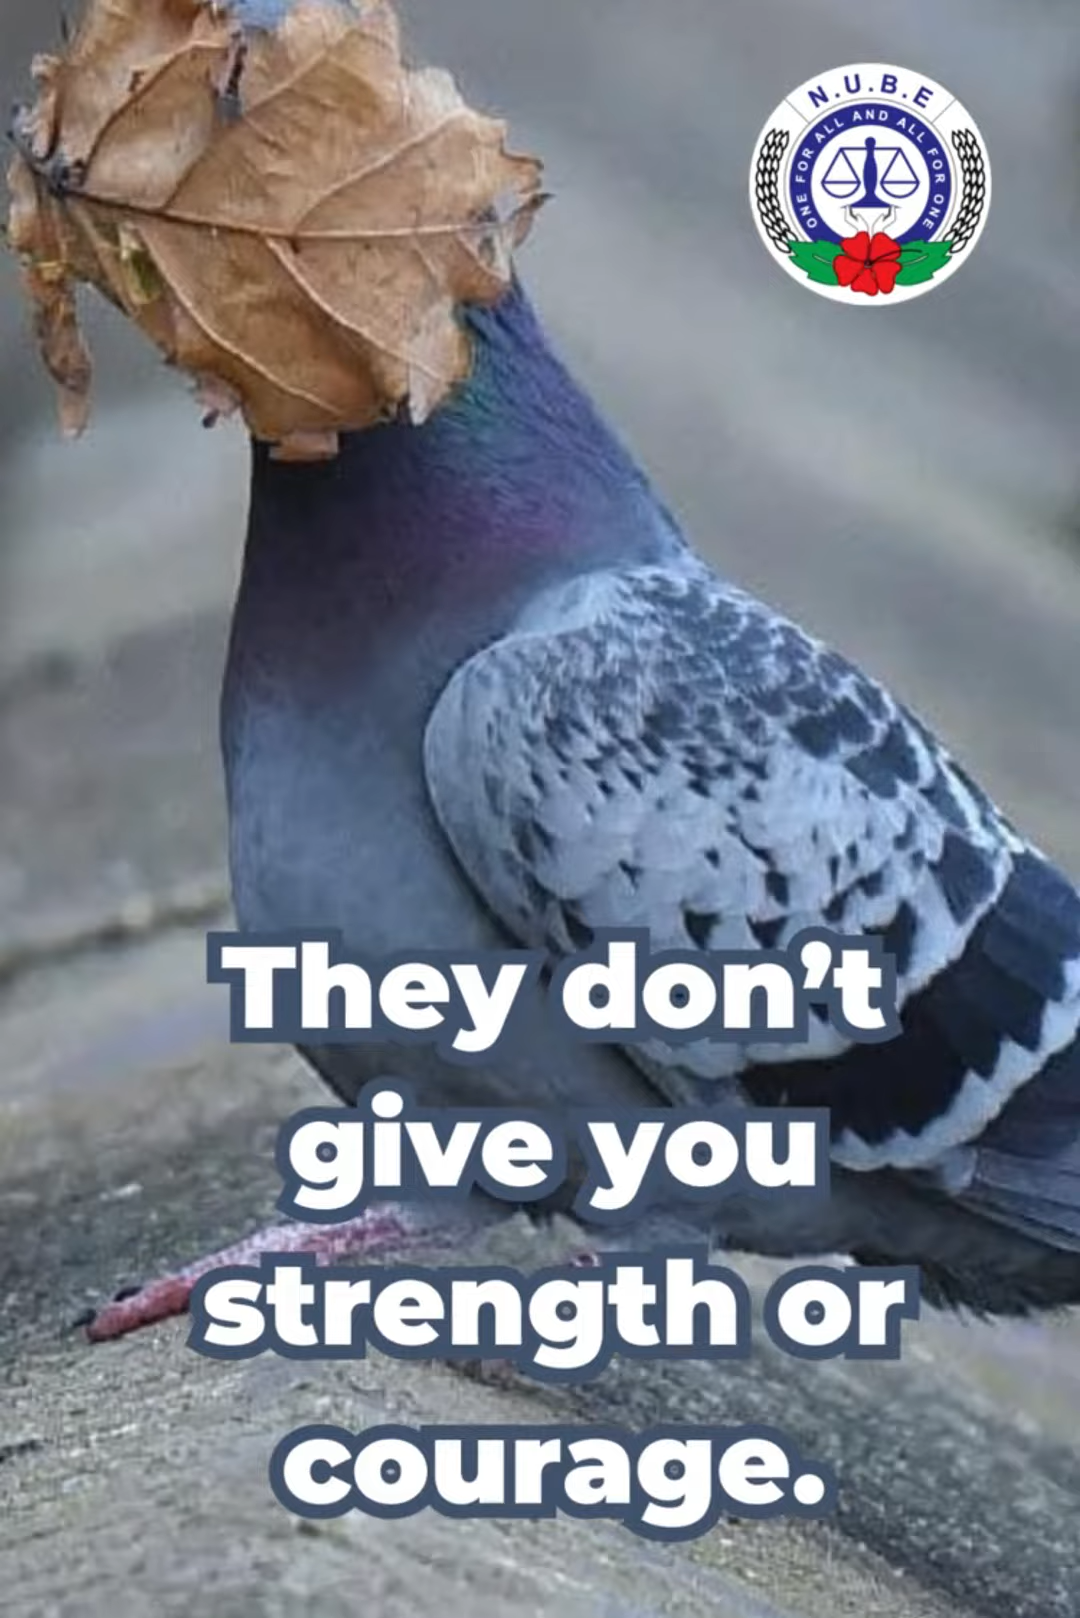 N.U.B.E
ONE FOR ALL AND ALL FOR ONE
They don’t
give you
strength or
courage.